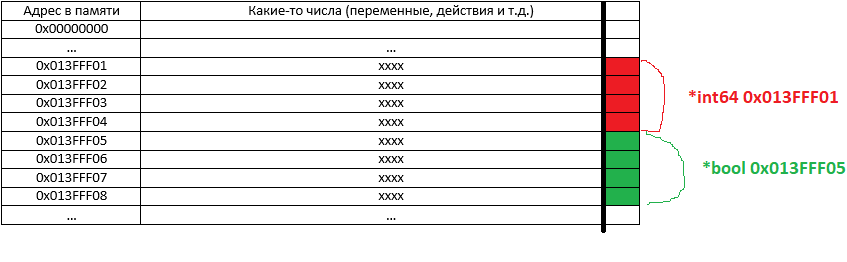 Адрес в памяти Какие-то числа (переменные, действия и т.д.)
0x00000000
... ...
0x013FFF01 xxxx
0x013FFF02 xxxx
0x013FFF03 xxxx
0x013FFF04 xxxx
0x013FFF05 xxxx
0x013FFF06 xxxx
0x013FFF07 xxxx
0x013FFF08 xxxx
... ...
*int64 0x013FFF01
*bool 0x013FFF05